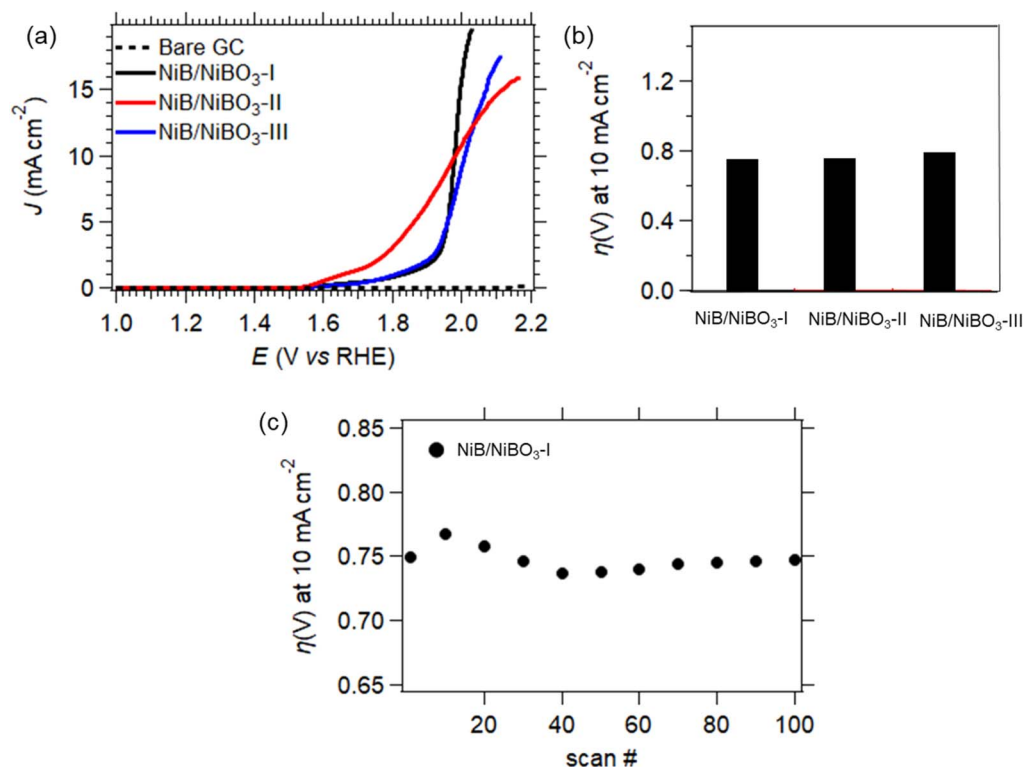 (a)
Bare GC
NiB/NiBO₃-I
NiB/NiBO₃-II
NiB/NiBO₃-III
J (mA cm⁻²)
15
10
5
0
1.0 1.2 1.4 1.6 1.8 2.0 2.2
E (V vs RHE)
(b)
η(V) at 10 mA cm⁻²
1.2
0.8
0.4
0.0
NiB/NiBO₃-I NiB/NiBO₃-II NiB/NiBO₃-III
(c)
NiB/NiBO₃-I
η(V) at 10 mA cm⁻²
0.85
0.80
0.75
0.70
0.65
20 40 60 80 100
scan #